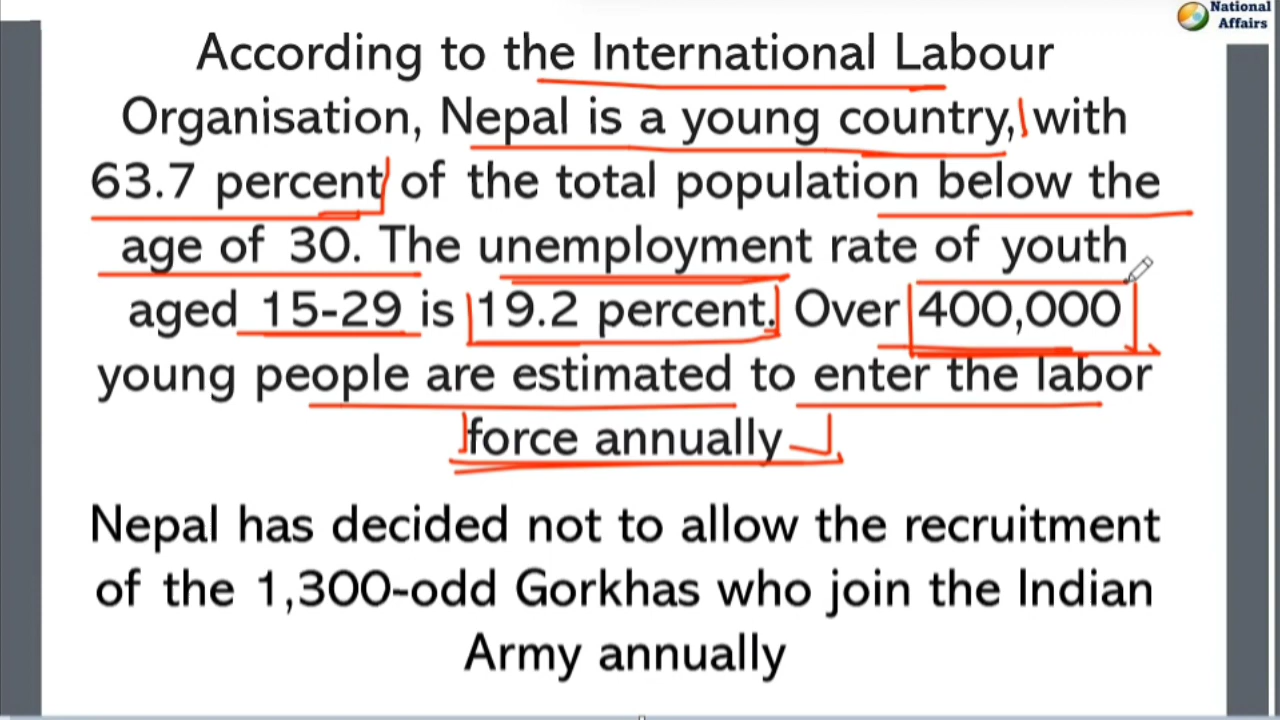 National
Affairs
According to the International Labour
Organisation, Nepal is a young country, with
63.7 percent of the total population below the
age of 30. The unemployment rate of youth
aged 15-29 is 19.2 percent. Over 400,000
young people are estimated to enter the labor
force annually
Nepal has decided not to allow the recruitment
of the 1,300-odd Gorkhas who join the Indian
Army annually